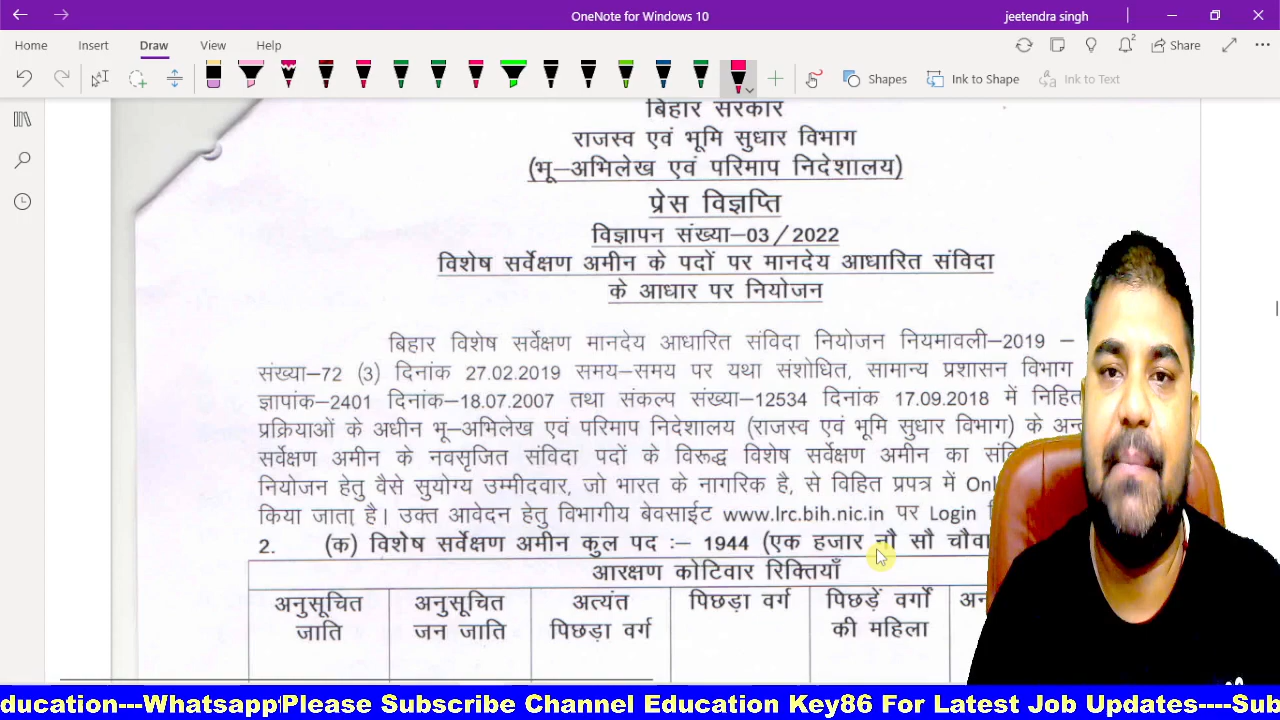 OneNote for Windows 10
jeetendra singh
Home Insert Draw View Help
Share
Shapes
Ink to Shape
Ink to Text
बिहार सरकार
राजस्व एवं भूमि सुधार विभाग
(भू–अभिलेख एवं परिमाप निदेशालय)
प्रेस विज्ञप्ति
विज्ञापन संख्या–03/2022
विशेष सर्वेक्षण अमीन के पदों पर मानदेय आधारित संविदा
के आधार पर नियोजन
बिहार विशेष सर्वेक्षण मानदेय आधारित संविदा नियोजन नियमावली–2019 –
संख्या–72 (3) दिनांक 27.02.2019 समय–समय पर यथा संशोधित, सामान्य प्रशासन विभाग
ज्ञापांक–2401 दिनांक–18.07.2007 तथा संकल्प संख्या–12534 दिनांक 17.09.2018 में निहित
प्रक्रियाओं के अधीन भू–अभिलेख एवं परिमाप निदेशालय (राजस्व एवं भूमि सुधार विभाग) के
सर्वेक्षण अमीन के नवसृजित संविदा पदों के विरूद्ध विशेष सर्वेक्षण अमीन का
नियोजन हेतु वैसे सुयोग्य उम्मीदवार, जो भारत के नागरिक है, से विहित प्रपत्र में
किया जाता है। उक्त आवेदन हेतु विभागीय बेवसाईट www.lrc.bih.nic.in पर Login
2. (क) विशेष सर्वेक्षण अमीन कुल पद :– 1944 (एक हजार नौ सौ
आरक्षण कोटिवार रिक्तियाँ
अनुसूचित अनुसूचित अत्यंत पिछड़ा वर्ग पिछड़ें वर्गों
जाति जन जाति पिछड़ा वर्ग की महिला
ducation---Whatsapp Please Subscribe Channel Education Key86 For Latest Job Updates----Sub